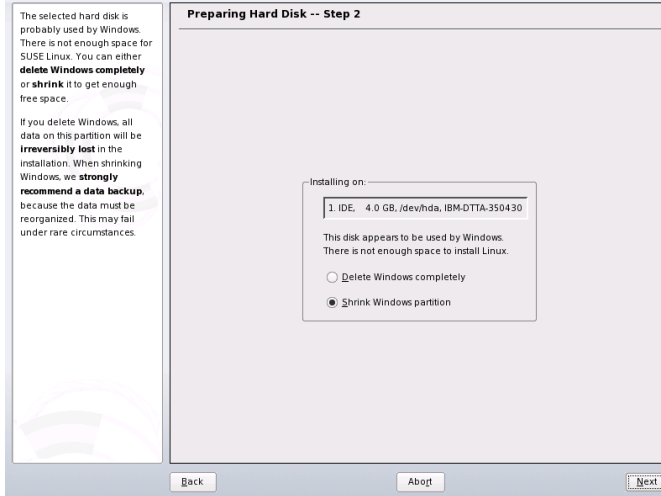 The selected hard disk is
probably used by Windows.
There is not enough space for
SUSE Linux. You can either
delete Windows completely
or shrink it to get enough
free space.
If you delete Windows, all
data on this partition will be
irreversibly lost in the
installation. When shrinking
Windows, we strongly
recommend a data backup,
because the data must be
reorganized. This may fail
under rare circumstances.
Preparing Hard Disk -- Step 2
Installing on:
1. IDE, 4.0 GB, /dev/hda, IBM-DTTA-350430
This disk appears to be used by Windows.
There is not enough space to install Linux.
Delete Windows completely
Shrink Windows partition
Back
Abort
Next